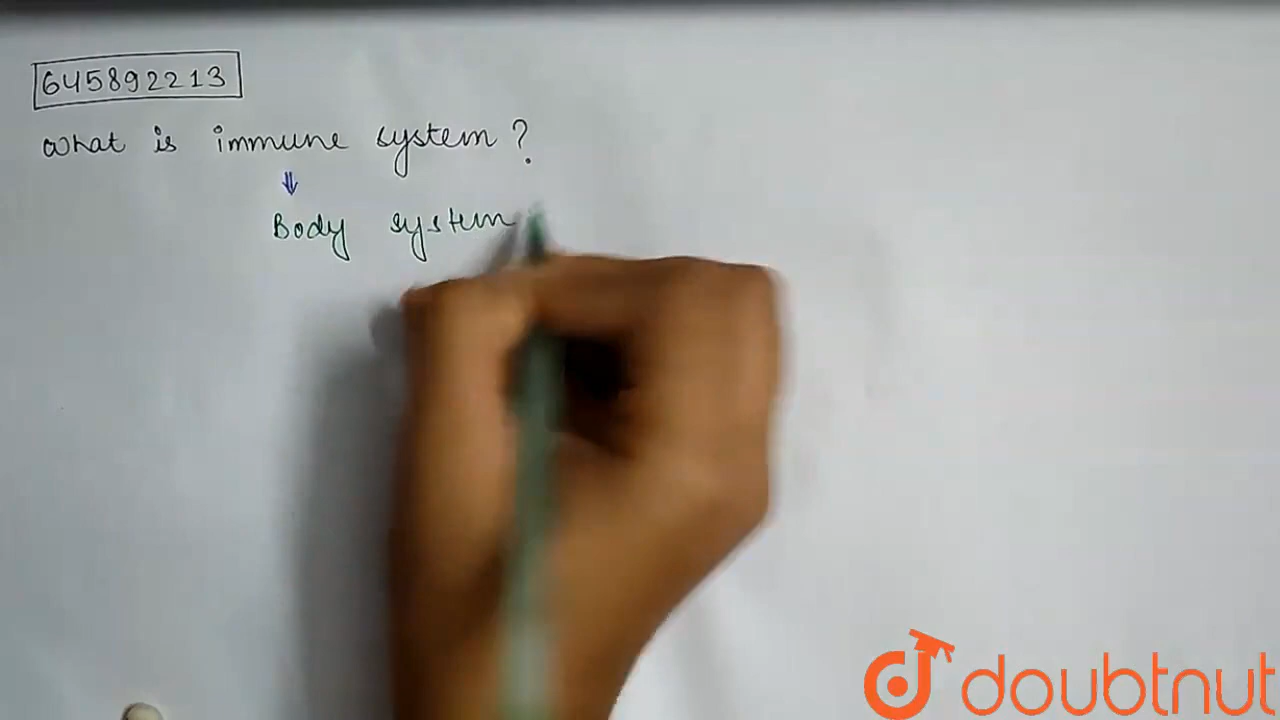 645892213
What is immune system?
⇓
Body system
doubtnut